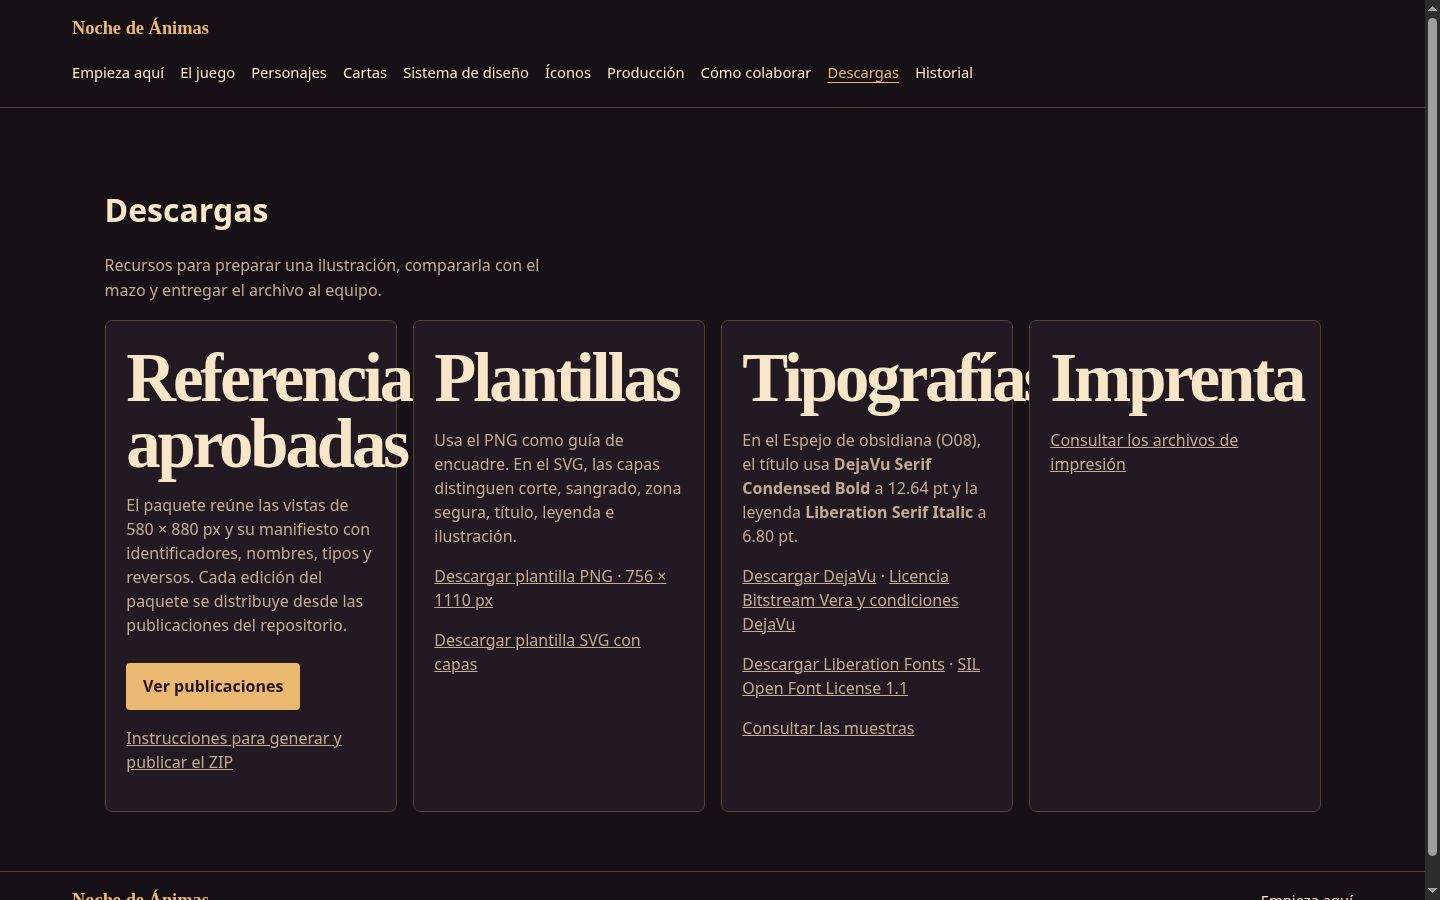 Noche de Ánimas
Empieza aquí El juego Personajes Cartas Sistema de diseño Íconos Producción Cómo colaborar Descargas Historial
Descargas
Recursos para preparar una ilustración, compararla con el
mazo y entregar el archivo al equipo.
Referencia
aprobadas
El paquete reúne las vistas de
580 × 880 px y su manifiesto con
identificadores, nombres, tipos y
reversos. Cada edición del
paquete se distribuye desde las
publicaciones del repositorio.
Ver publicaciones
Instrucciones para generar y
publicar el ZIP
Plantillas
Usa el PNG como guía de
encuadre. En el SVG, las capas
distinguen corte, sangrado, zona
segura, título, leyenda e
ilustración.
Descargar plantilla PNG · 756 ×
1110 px
Descargar plantilla SVG con
capas
Tipografías
En el Espejo de obsidiana (O08),
el título usa DejaVu Serif
Condensed Bold a 12.64 pt y la
leyenda Liberation Serif Italic a
6.80 pt.
Descargar DejaVu · Licencia
Bitstream Vera y condiciones
DejaVu
Descargar Liberation Fonts · SIL
Open Font License 1.1
Consultar las muestras
Imprenta
Consultar los archivos de
impresión
Noche de Ánimas
Empieza aquí